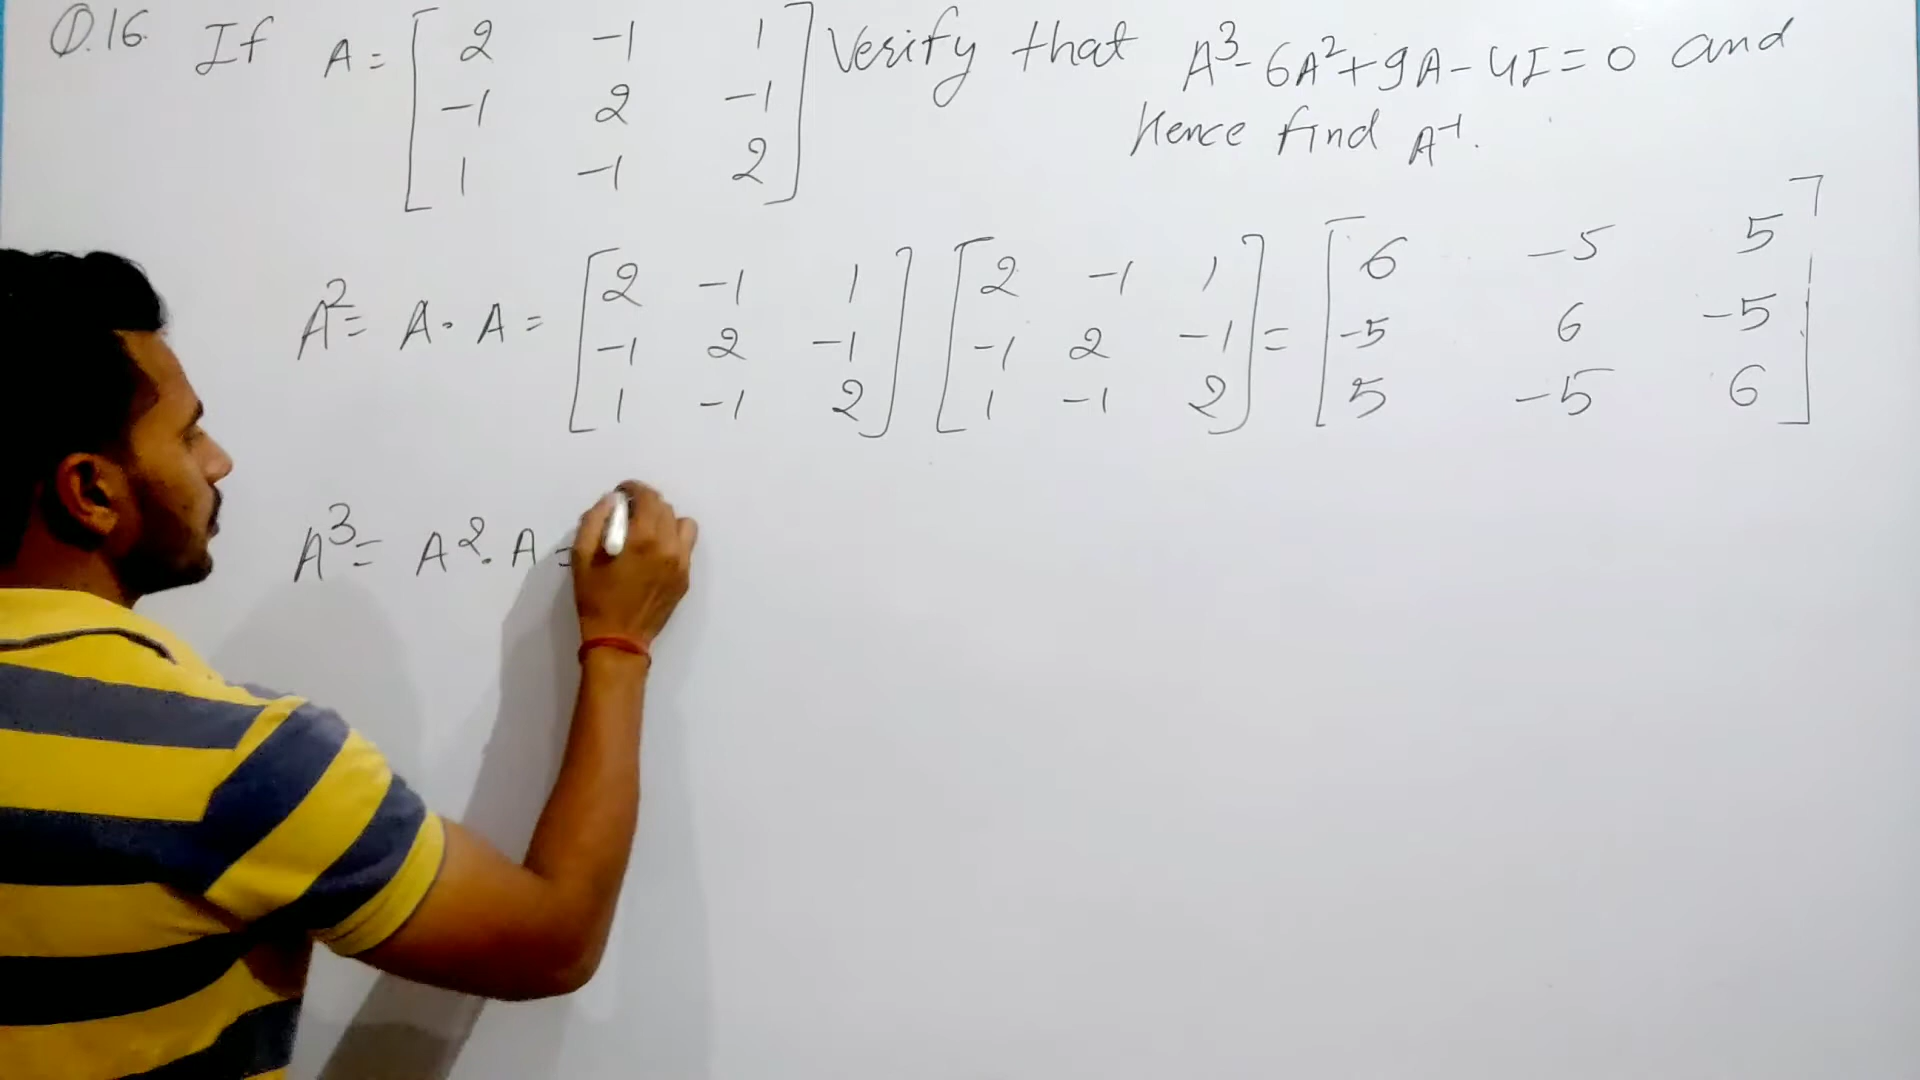 Q.16. If A = [ 2 -1 1 ] Verify that A³- 6A²+9A-4I=0 and
-1 2 -1
hence find A⁻¹.
1 -1 2
A²= A. A = [ 2 -1 1 ] [ 2 -1 1 ] = [ 6 -5 5 ]
-1 2 -1 -1 2 -1 -5 6 -5
1 -1 2 1 -1 2 5 -5 6
A³= A². A =